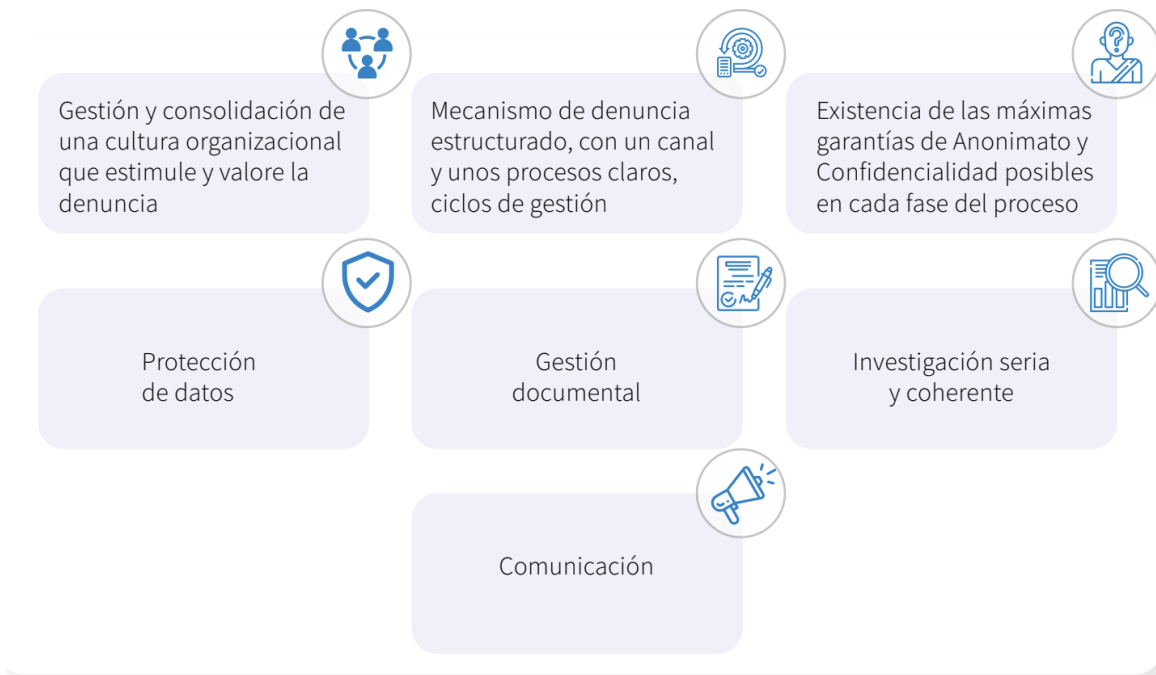 Gestión y consolidación de
una cultura organizacional
que estimule y valore la
denuncia
Mecanismo de denuncia
estructurado, con un canal
y unos procesos claros,
ciclos de gestión
Existencia de las máximas
garantías de Anonimato y
Confidencialidad posibles
en cada fase del proceso
Protección
de datos
Gestión
documental
Investigación seria
y coherente
Comunicación